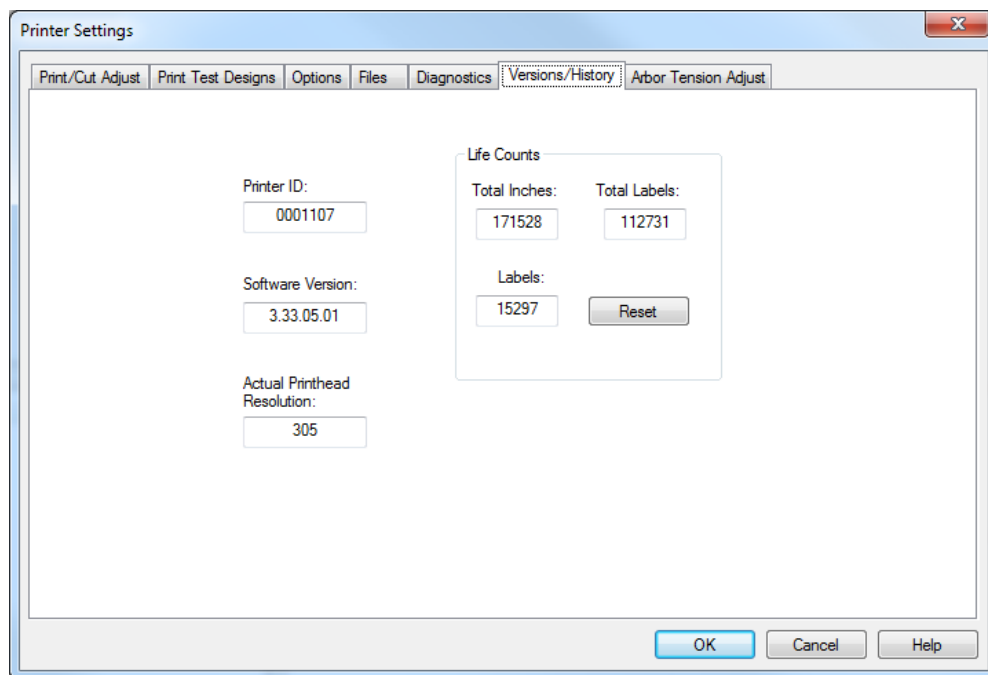 Printer Settings
Print/Cut Adjust Print Test Designs Options Files Diagnostics Versions/History Arbor Tension Adjust
Printer ID:
0001107
Software Version:
3.33.05.01
Actual Printhead
Resolution:
305
Life Counts
Total Inches: Total Labels:
171528 112731
Labels:
15297 Reset
OK Cancel Help